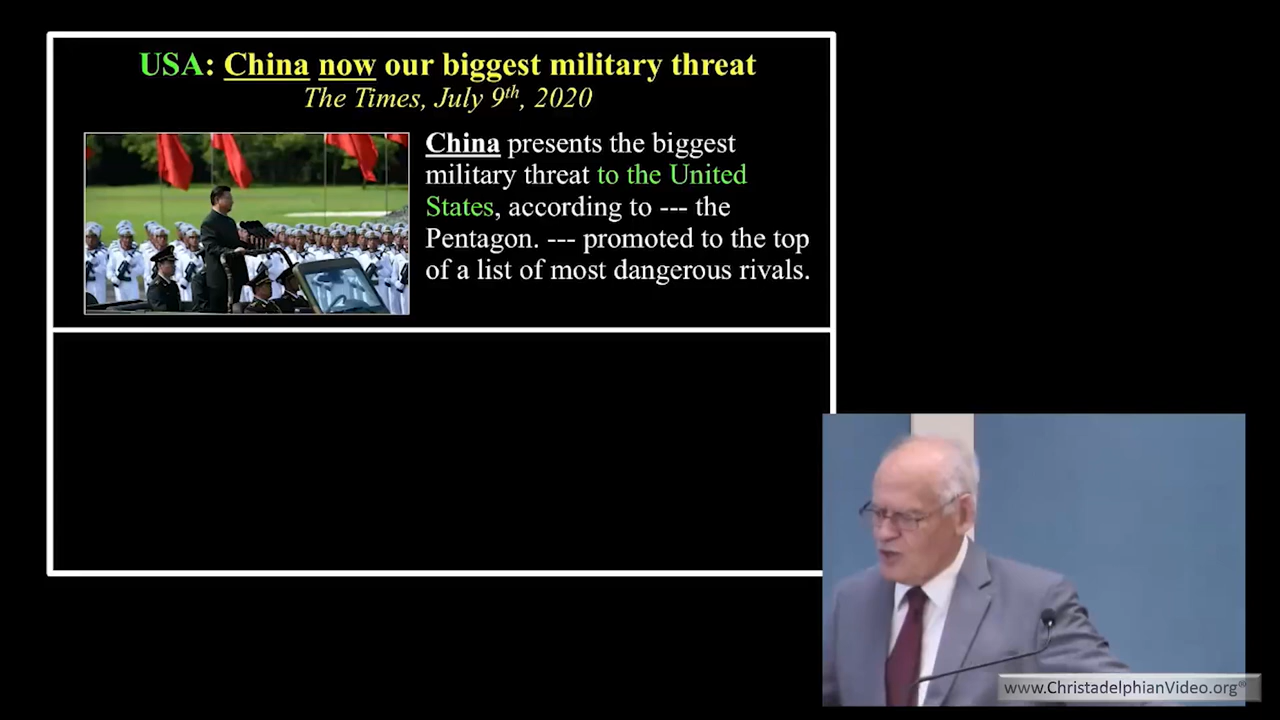 USA: China now our biggest military threat
The Times, July 9th, 2020
China presents the biggest
military threat to the United
States, according to --- the
Pentagon. --- promoted to the top
of a list of most dangerous rivals.
www.ChristadelphianVideo.org®